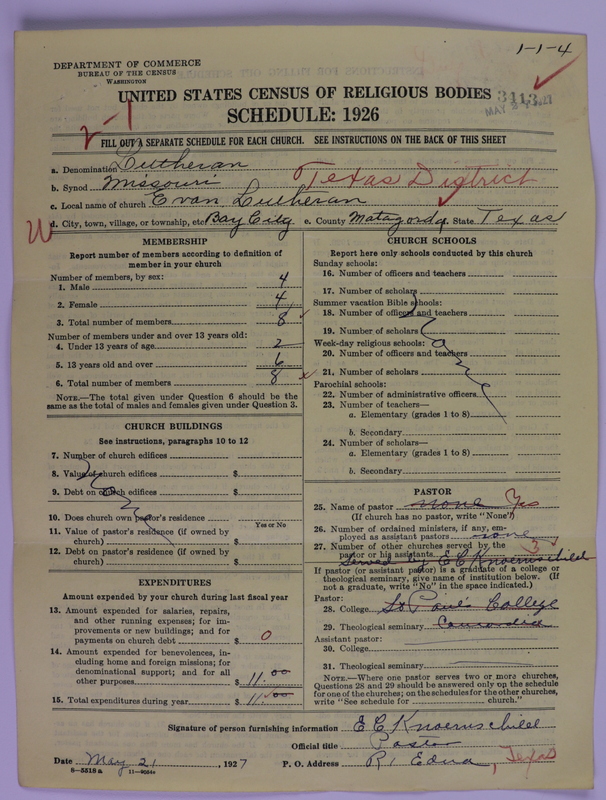 1-1-4
DEPARTMENT OF COMMERCE
BUREAU OF THE CENSUS
WASHINGTON
UNITED STATES CENSUS OF RELIGIOUS BODIES
3113
SCHEDULE: 1926
2-1
FILL OUT A SEPARATE SCHEDULE FOR EACH CHURCH. SEE INSTRUCTIONS ON THE BACK OF THIS SHEET
a. Denomination Lutheran
b. Synod Missouri Texas District
c. Local name of church Evan Lutheran
d. City, town, village, or township, etc. Bay City e. County Matagorda State Texas
MEMBERSHIP
Report number of members according to definition of
member in your church
Number of members, by sex:
1. Male 4
2. Female 4
3. Total number of members 8
Number of members under and over 13 years old:
4. Under 13 years of age 2
5. 13 years old and over 6
6. Total number of members 8
NOTE.—The total given under Question 6 should be
same as the total of males and females given under Question 3.
CHURCH BUILDINGS
See instructions, paragraphs 10 to 12
7. Number of church edifices
8. Value of church edifices $
9. Debt on church edifices $
None
10. Does church own pastor's residence
Yes or No
11. Value of pastor's residence (if owned by
church) $
12. Debt on pastor's residence (if owned by
church) $
EXPENDITURES
Amount expended by your church during last fiscal year
13. Amount expended for salaries, repairs,
and other running expenses; for im-
provements or new buildings; and for
payments on church debt $ 0
14. Amount expended for benevolences, in-
cluding home and foreign missions; for
denominational support; and for all
other purposes $ 11.00
15. Total expenditures during year $ 11.00
CHURCH SCHOOLS
Report here only schools conducted by this church
Sunday schools:
16. Number of officers and teachers
17. Number of scholars
Summer vacation Bible schools:
18. Number of officers and teachers
19. Number of scholars
Week-day religious schools:
20. Number of officers and teachers
21. Number of scholars
None
Parochial schools:
22. Number of administrative officers
23. Number of teachers—
a. Elementary (grades 1 to 8)
b. Secondary
24. Number of scholars—
a. Elementary (grades 1 to 8)
b. Secondary
PASTOR
25. Name of pastor none Yes
(If church has no pastor, write "None")
26. Number of ordained ministers, if any, em-
ployed as assistant pastors none
27. Number of other churches served by the
pastor or his assistants 3
Served by E C Knoernschild
If pastor (or assistant pastor) is a graduate of a college or
theological seminary, give name of institution below. (If
not a graduate, write "No" in the space indicated.)
Pastor:
28. College St Paul's College
29. Theological seminary Concordia
Assistant pastor:
30. College
31. Theological seminary
NOTE.—Where one pastor serves two or more churches,
Questions 28 and 29 should be answered only on the schedule
for one of the churches; on the schedules for the other churches,
write "See schedule for church."
Signature of person furnishing information E C Knoernschild
Official title Pastor
Date May 21, 1927 P. O. Address R1 Edna, Texas
8—5518 a 11—9054